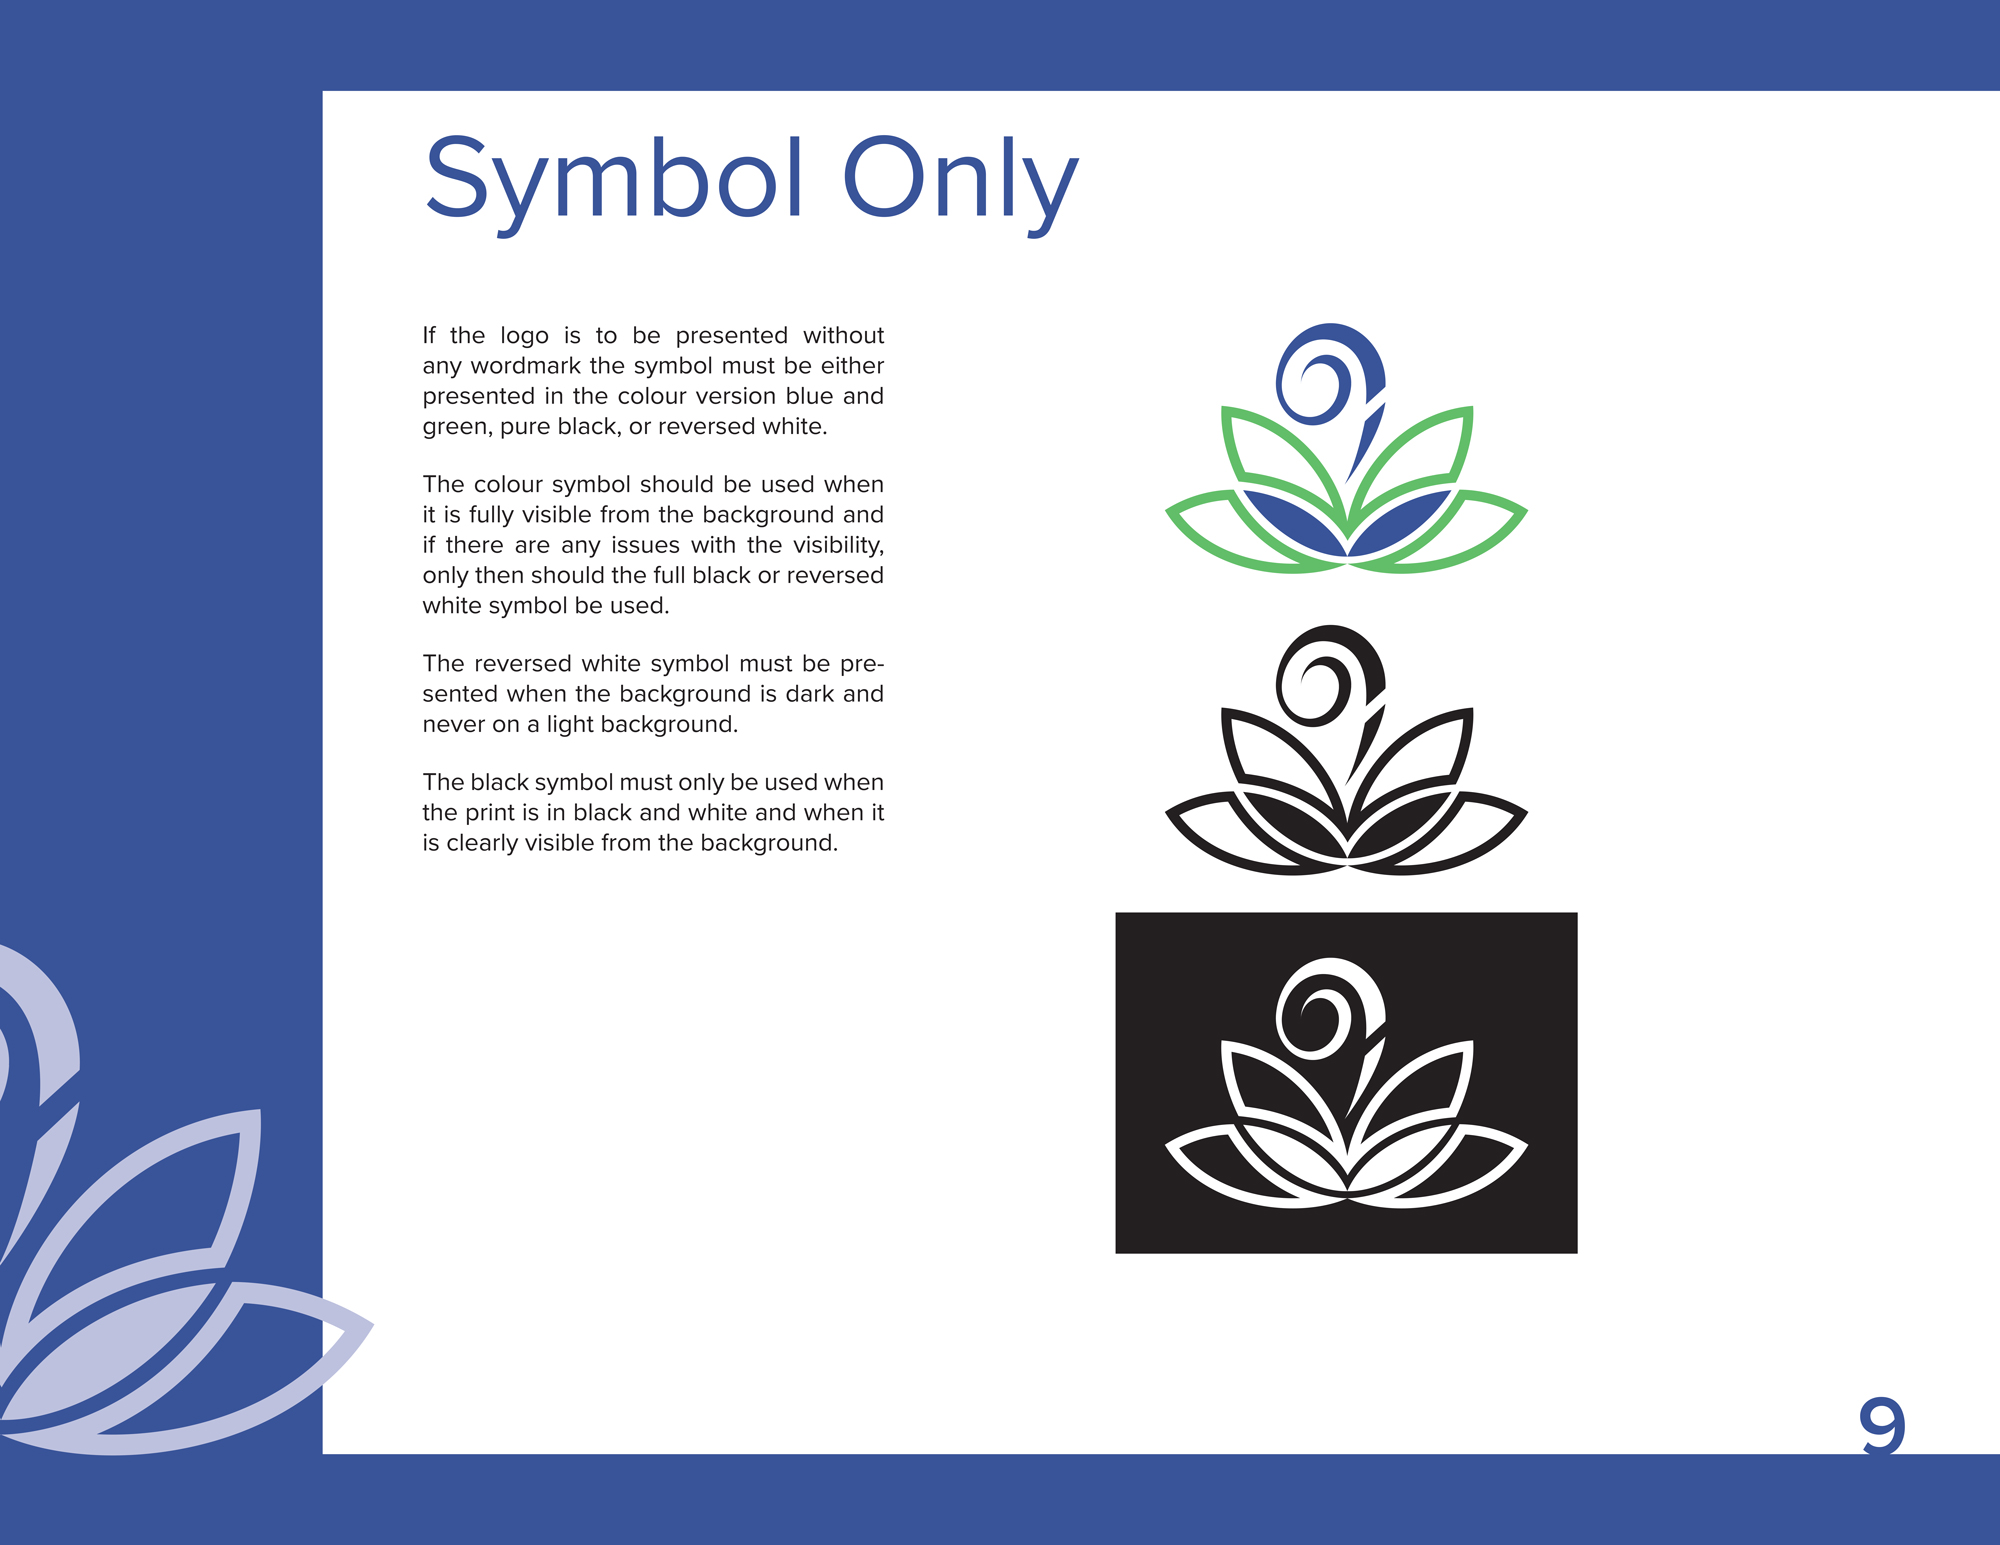 Symbol Only
If the logo is to be presented without
any wordmark the symbol must be either
presented in the colour version blue and
green, pure black, or reversed white.
The colour symbol should be used when
it is fully visible from the background and
if there are any issues with the visibility,
only then should the full black or reversed
white symbol be used.
The reversed white symbol must be pre-
sented when the background is dark and
never on a light background.
The black symbol must only be used when
the print is in black and white and when it
is clearly visible from the background.
9